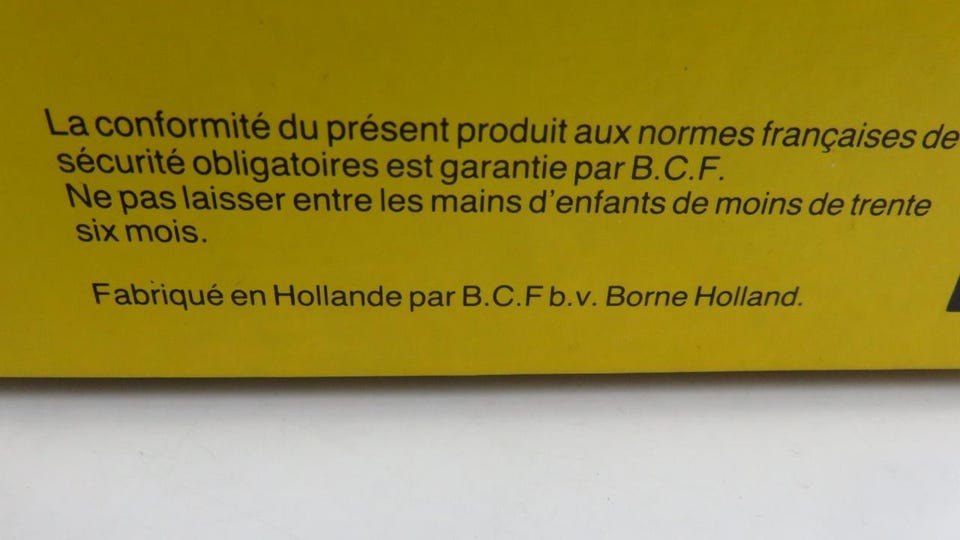 La conformité du présent produit aux normes françaises de
sécurité obligatoires est garantie par B.C.F.
Ne pas laisser entre les mains d'enfants de moins de trente
six mois.
Fabriqué en Hollande par B.C.F b.v. Borne Holland.